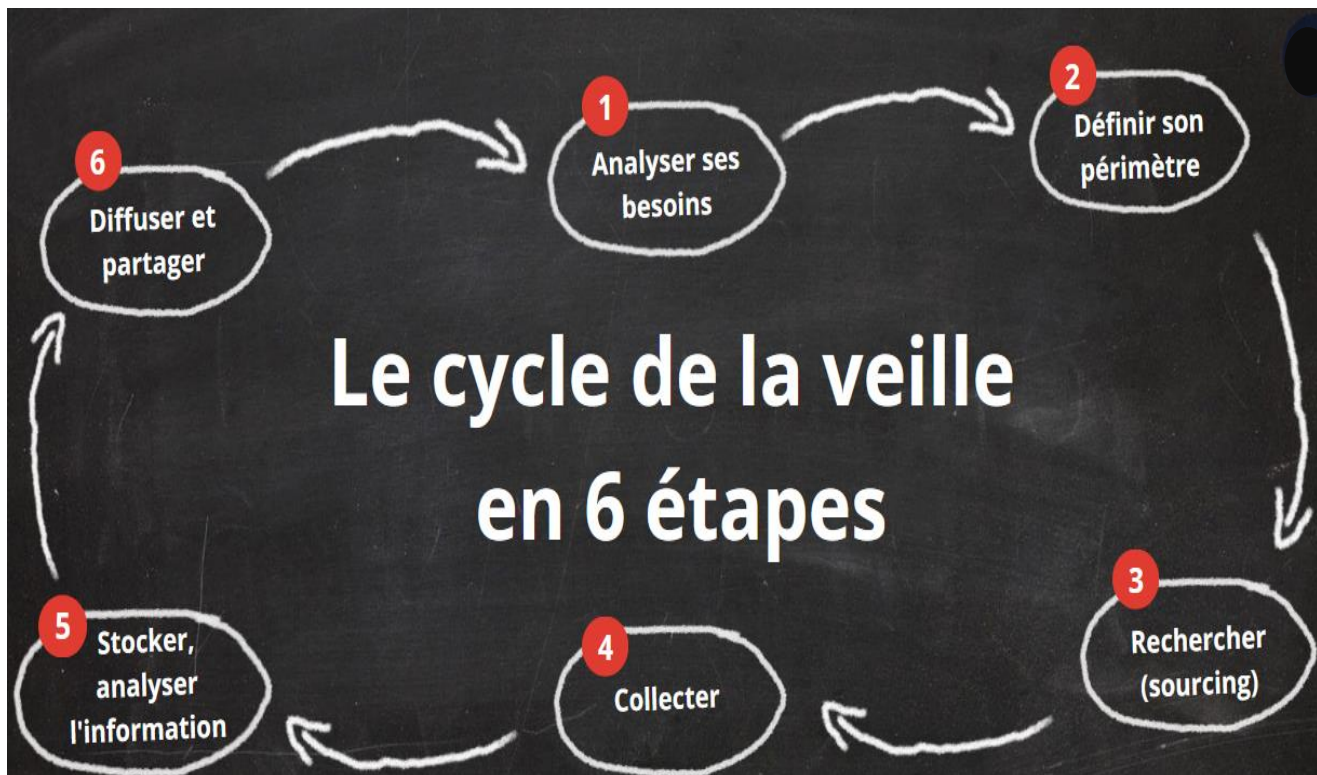 Le cycle de la veille
en 6 étapes
1
Analyser ses
besoins
2
Définir son
périmètre
3
Rechercher
(sourcing)
4
Collecter
5
Stocker,
analyser
l'information
6
Diffuser et
partager